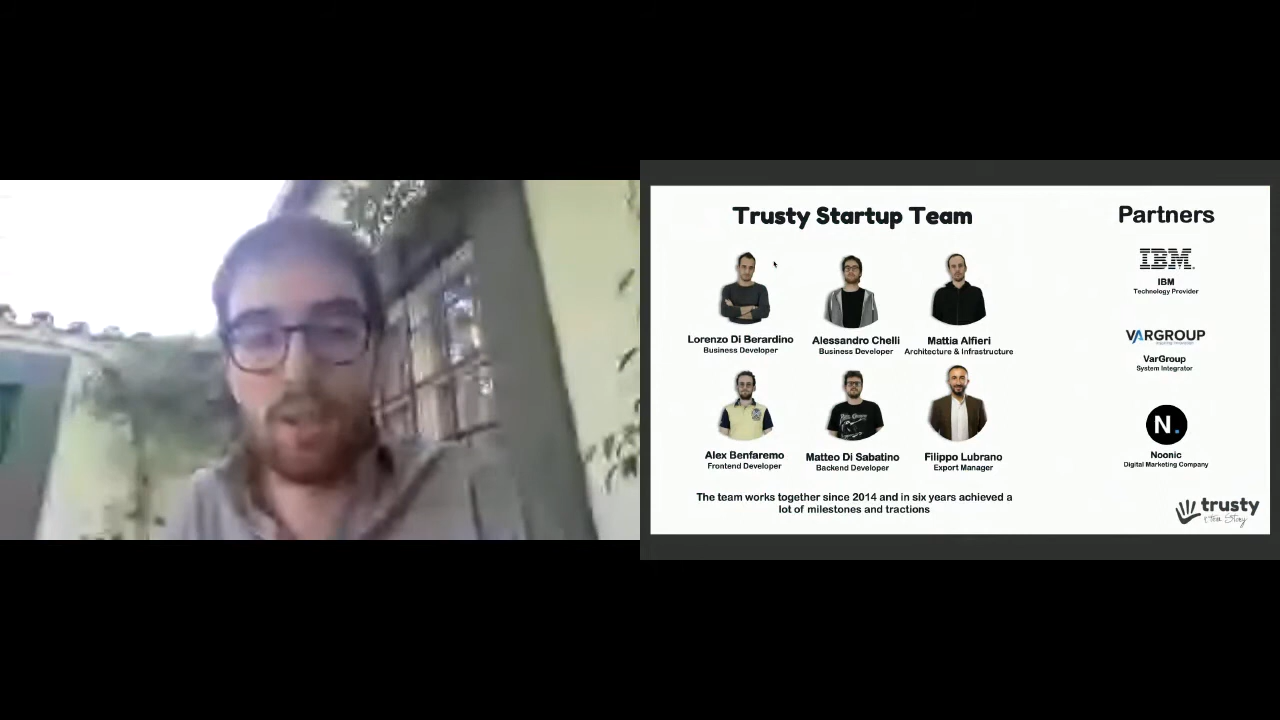 Trusty Startup Team
Lorenzo Di Berardino
Business Developer
Alessandro Chelli
Business Developer
Mattia Alfieri
Architecture & Infrastructure
Alex Benfaremo
Frontend Developer
Matteo Di Sabatino
Backend Developer
Filippo Lubrano
Export Manager
The team works together since 2014 and in six years achieved a
lot of milestones and tractions
Partners
IBM
IBM
Technology Provider
VARGROUP
VarGroup
System Integrator
N.
Noonic
Digital Marketing Company
trusty